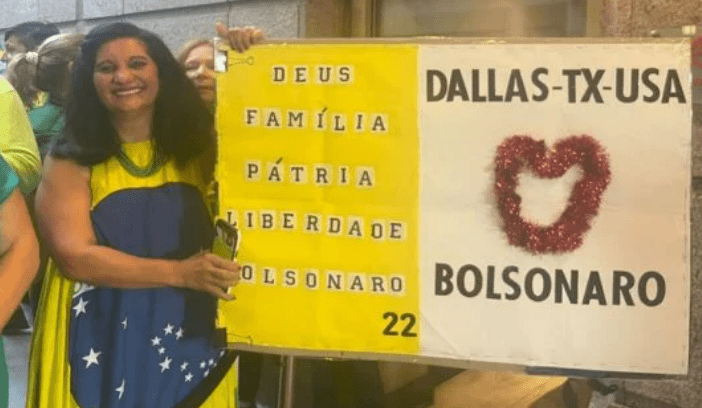 DEUS
FAMÍLIA
PÁTRIA
LIBERDADE
BOLSONARO
22
DALLAS-TX-USA
BOLSONARO